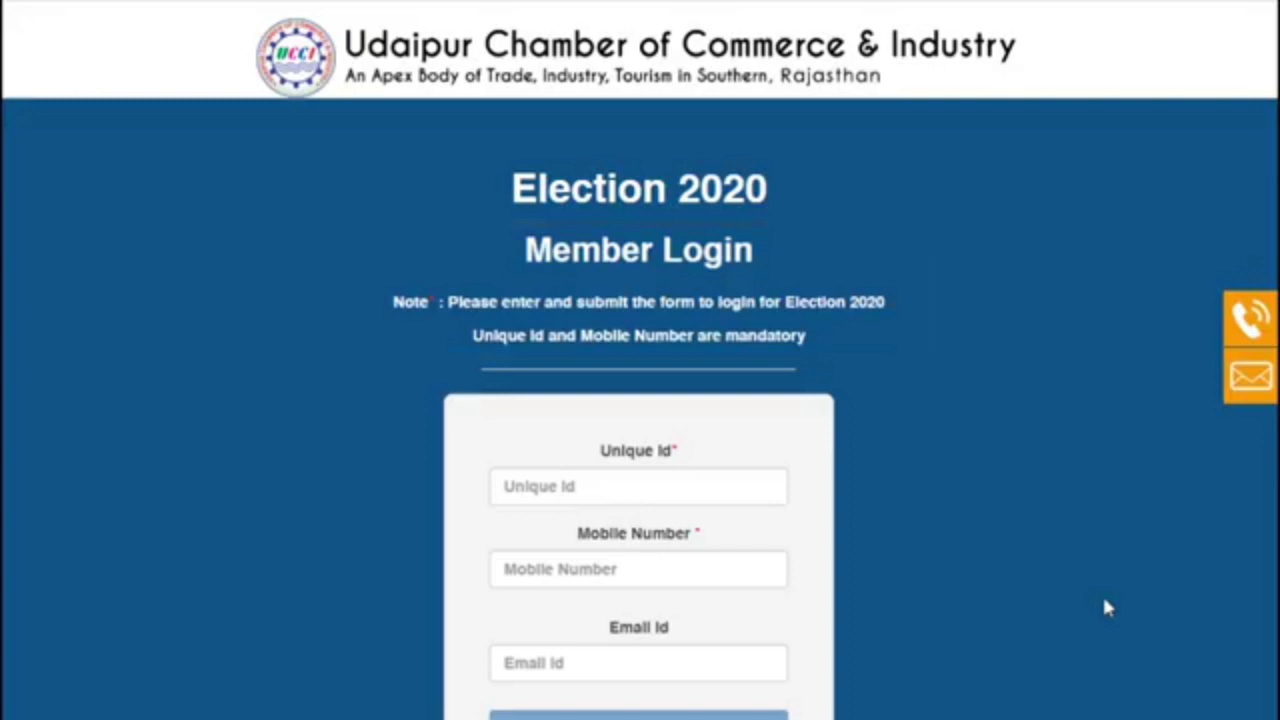 UCCI
Udaipur Chamber of Commerce & Industry
An Apex Body of Trade, Industry, Tourism in Southern, Rajasthan
Election 2020
Member Login
Note* : Please enter and submit the form to login for Election 2020
Unique Id and Mobile Number are mandatory
Unique Id*
Unique Id
Mobile Number *
Mobile Number
Email Id
Email Id